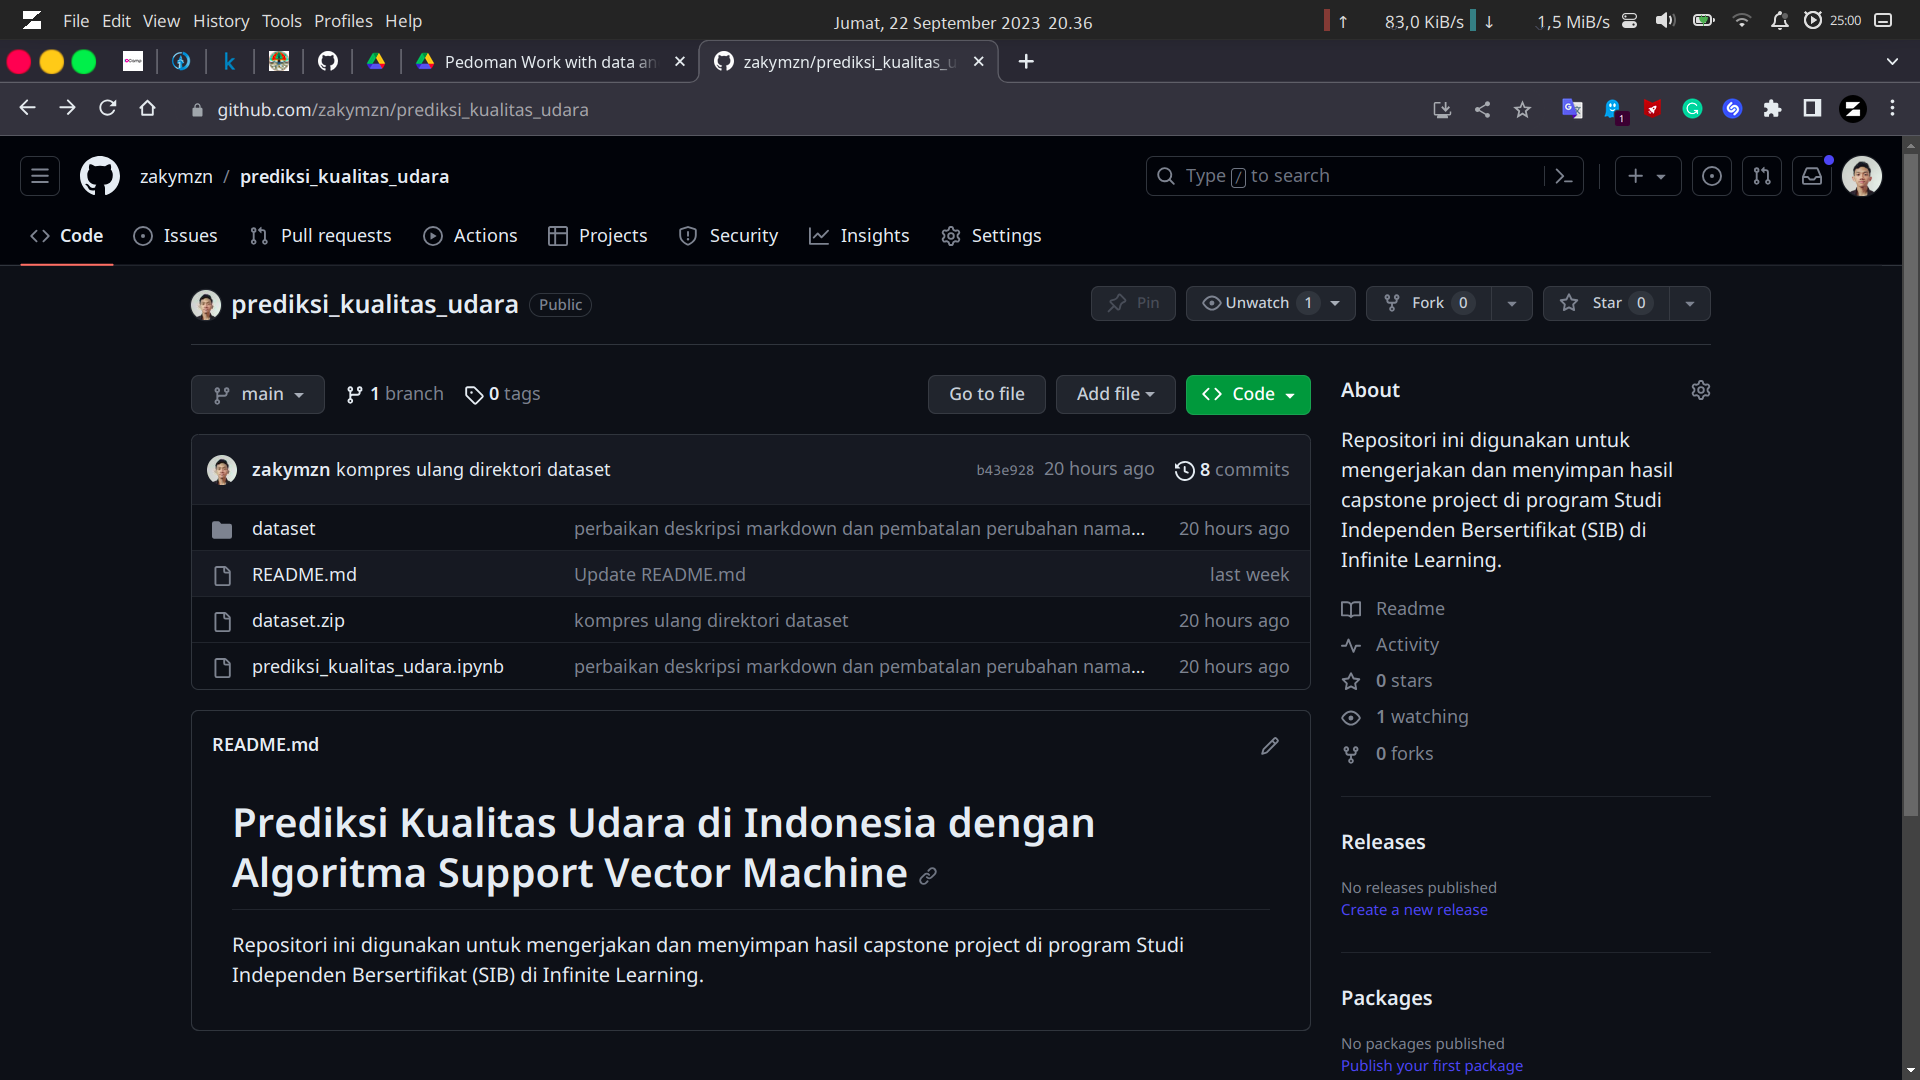 File Edit View History Tools Profiles Help
Jumat, 22 September 2023 20.36
↑ 83,0 KiB/s ↓ 1,5 MiB/s 25:00
Pedoman Work with data an
zakymzn/prediksi_kualitas_u
github.com/zakymzn/prediksi_kualitas_udara
1
zakymzn / prediksi_kualitas_udara
Type / to search
Code Issues Pull requests Actions Projects Security Insights Settings
prediksi_kualitas_udara Public
Pin Unwatch 1 Fork 0 Star 0
main 1 branch 0 tags
Go to file Add file Code
zakymzn kompres ulang direktori dataset b43e928 20 hours ago 8 commits
dataset perbaikan deskripsi markdown dan pembatalan perubahan nama... 20 hours ago
README.md Update README.md last week
dataset.zip kompres ulang direktori dataset 20 hours ago
prediksi_kualitas_udara.ipynb perbaikan deskripsi markdown dan pembatalan perubahan nama... 20 hours ago
README.md
Prediksi Kualitas Udara di Indonesia dengan
Algoritma Support Vector Machine
Repositori ini digunakan untuk mengerjakan dan menyimpan hasil capstone project di program Studi
Independen Bersertifikat (SIB) di Infinite Learning.
About
Repositori ini digunakan untuk
mengerjakan dan menyimpan hasil
capstone project di program Studi
Independen Bersertifikat (SIB) di
Infinite Learning.
Readme
Activity
0 stars
1 watching
0 forks
Releases
No releases published
Create a new release
Packages
No packages published
Publish your first package